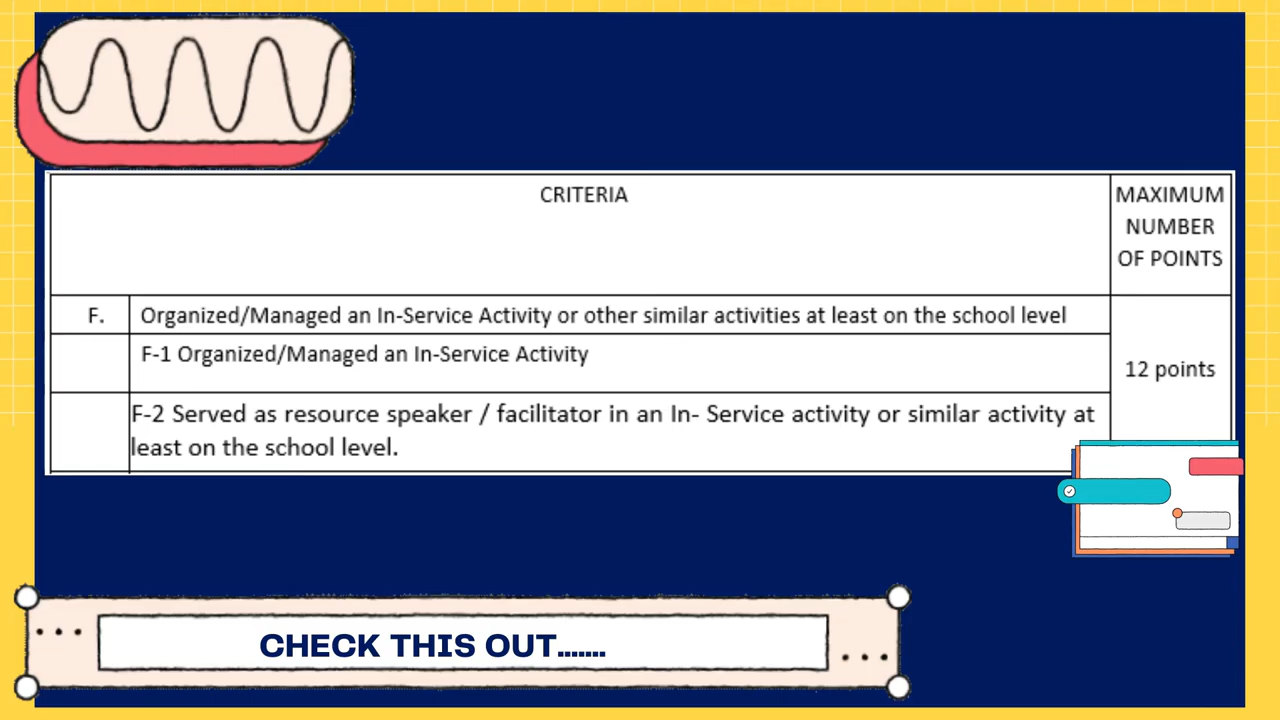 CRITERIA
MAXIMUM
NUMBER
OF POINTS
F. Organized/Managed an In-Service Activity or other similar activities at least on the school level
F-1 Organized/Managed an In-Service Activity
12 points
F-2 Served as resource speaker / facilitator in an In- Service activity or similar activity at
least on the school level.
CHECK THIS OUT.......